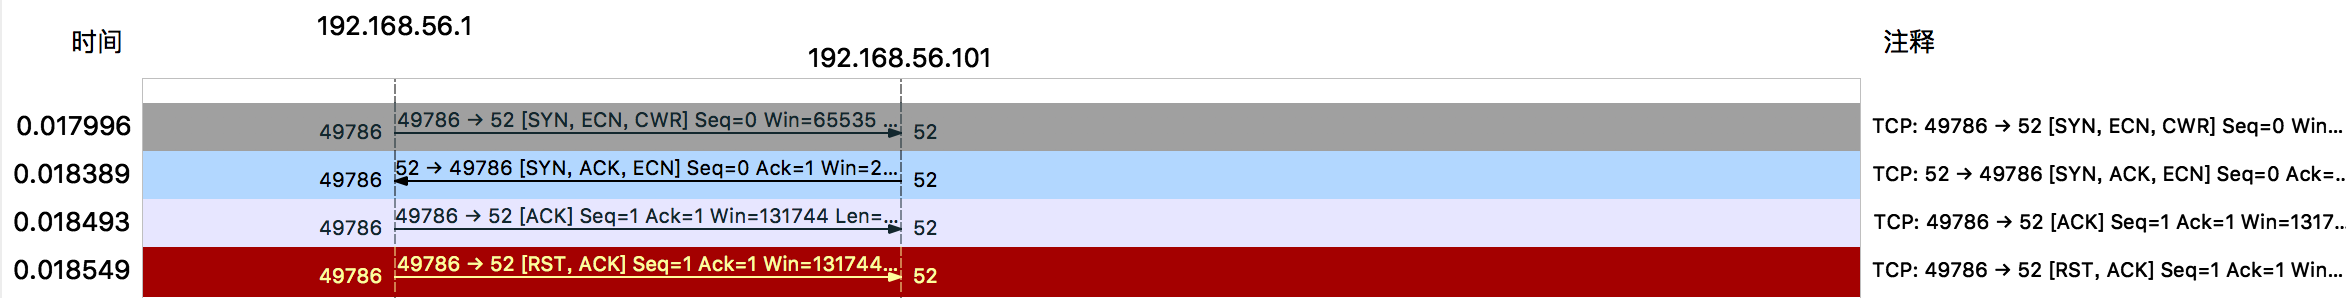 192.168.56.1
时间
注释
192.168.56.101
0.017996
49786
49786 → 52 [SYN, ECN, CWR] Seq=0 Win=65535 ...
52
TCP: 49786 → 52 [SYN, ECN, CWR] Seq=0 Win...
0.018389
49786
52 → 49786 [SYN, ACK, ECN] Seq=0 Ack=1 Win=2...
52
TCP: 52 → 49786 [SYN, ACK, ECN] Seq=0 Ack=...
0.018493
49786
49786 → 52 [ACK] Seq=1 Ack=1 Win=131744 Len=...
52
TCP: 49786 → 52 [ACK] Seq=1 Ack=1 Win=1317...
0.018549
49786
49786 → 52 [RST, ACK] Seq=1 Ack=1 Win=131744...
52
TCP: 49786 → 52 [RST, ACK] Seq=1 Ack=1 Win...